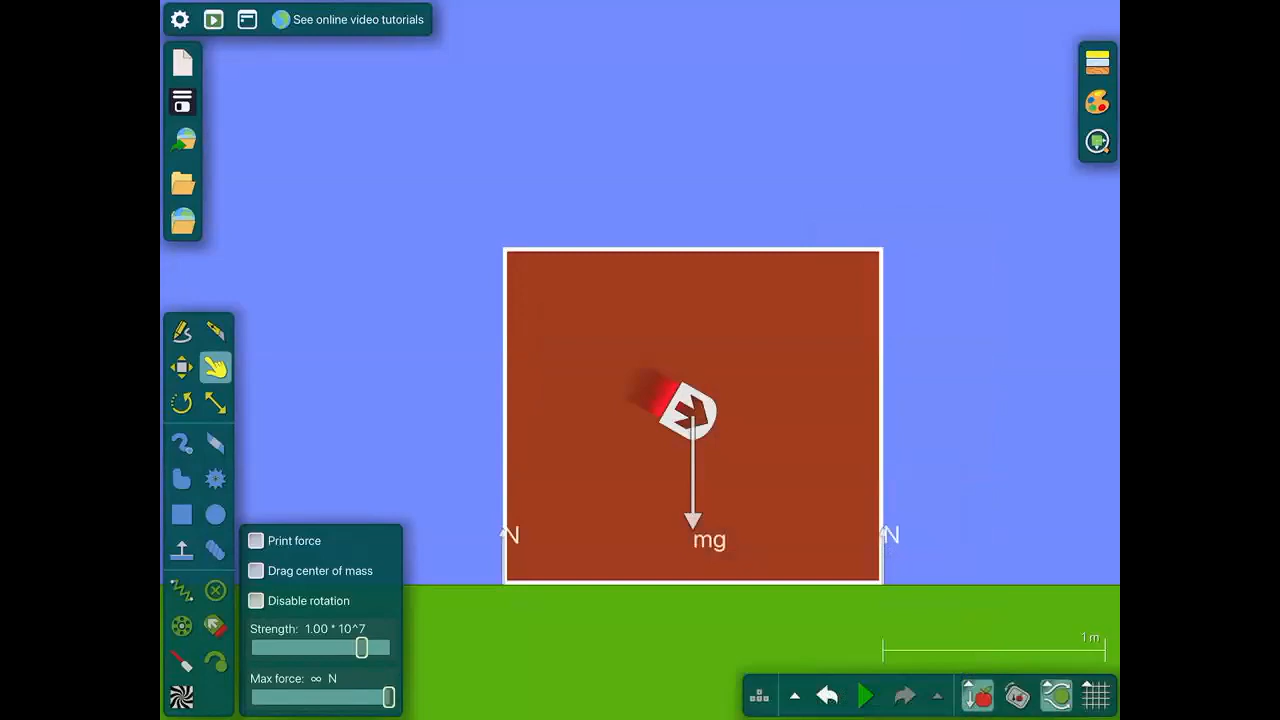 See online video tutorials
N
N
mg
Print force
Drag center of mass
Disable rotation
Strength: 1.00 * 10^7
Max force: ∞ N
1 m